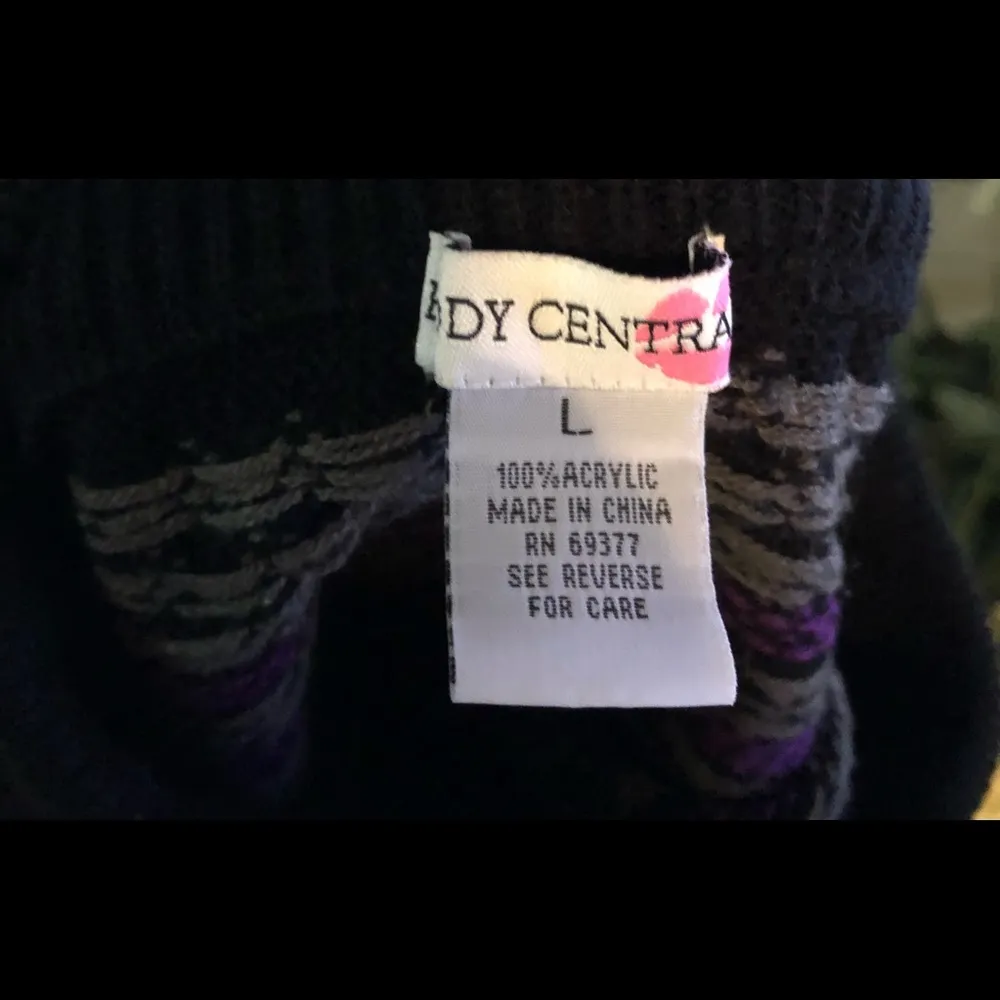 DY CENTRA
L
100% ACRYLIC
MADE IN CHINA
RN 69377
SEE REVERSE
FOR CARE